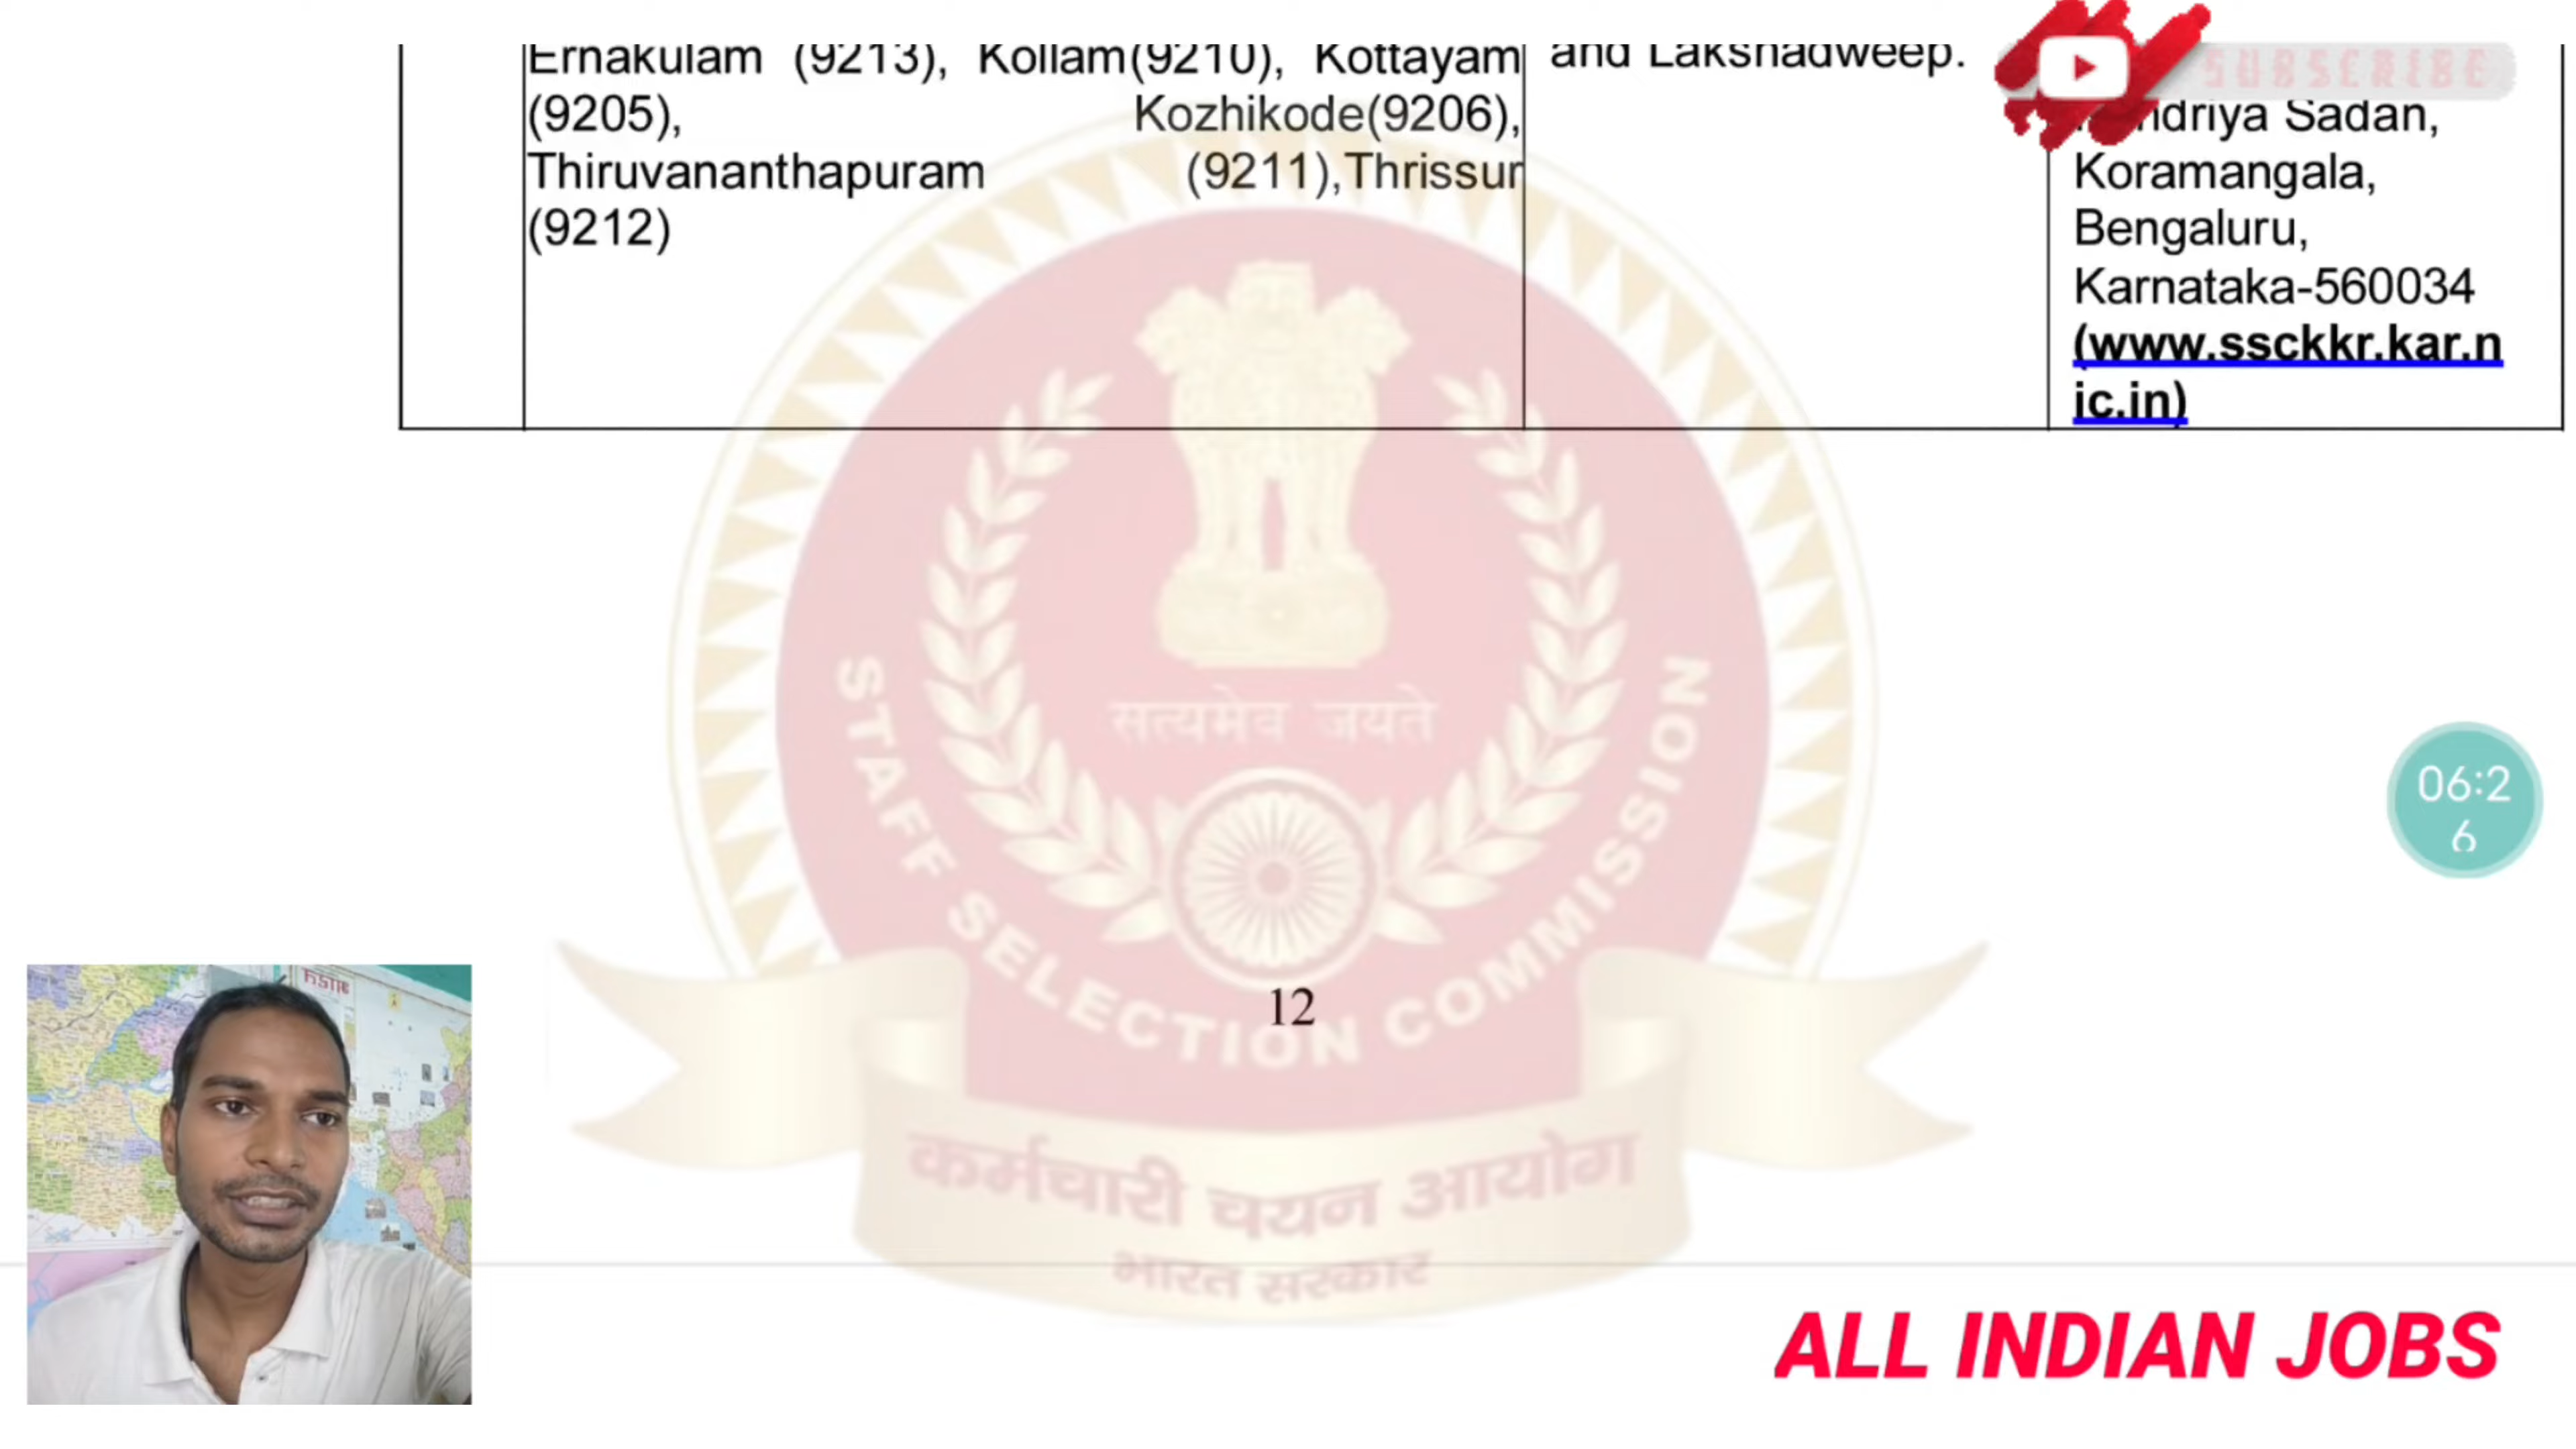 Ernakulam (9213), Kollam(9210), Kottayam
(9205), Kozhikode(9206),
Thiruvananthapuram (9211),Thrissur
(9212)
and Lakshadweep.
SUBSCRIBE
Sadan,
Koramangala,
Bengaluru,
Karnataka-560034
(www.ssckkr.kar.n
ic.in)
सत्यमेव जयते
STAFF SELECTION COMMISSION
12
कर्मचारी चयन आयोग
भारत सरकार
06:2
6
ALL INDIAN JOBS